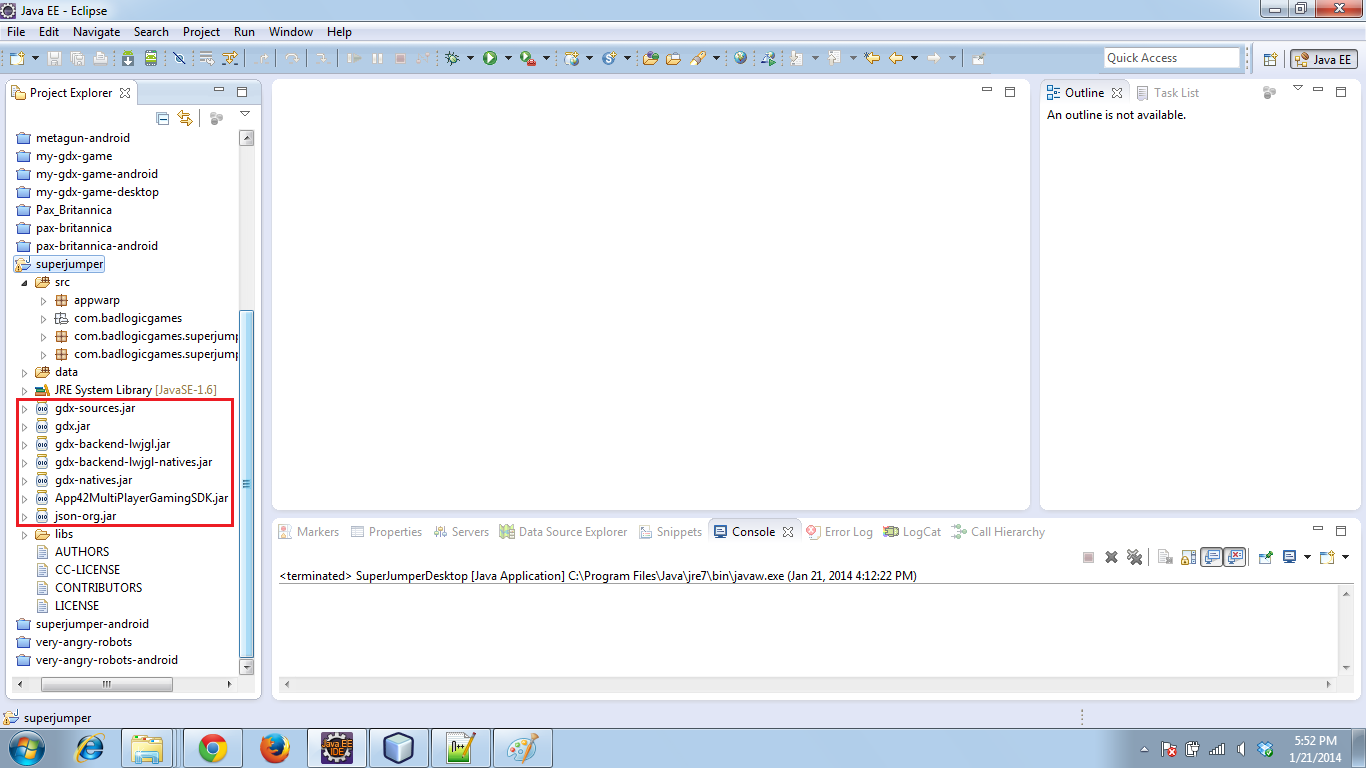 Java EE - Eclipse
File Edit Navigate Search Project Run Window Help
Quick Access
Java EE
Project Explorer
metagun-android
my-gdx-game
my-gdx-game-android
my-gdx-game-desktop
Pax_Britannica
pax-britannica
pax-britannica-android
superjumper
src
appwarp
com.badlogicgames
com.badlogicgames.superjump
com.badlogicgames.superjump
data
JRE System Library [JavaSE-1.6]
gdx-sources.jar
gdx.jar
gdx-backend-lwjgl.jar
gdx-backend-lwjgl-natives.jar
gdx-natives.jar
App42MultiPlayerGamingSDK.jar
json-org.jar
libs
AUTHORS
CC-LICENSE
CONTRIBUTORS
LICENSE
superjumper-android
very-angry-robots
very-angry-robots-android
Outline Task List
An outline is not available.
Markers Properties Servers Data Source Explorer Snippets Console Error Log LogCat Call Hierarchy
<terminated> SuperJumperDesktop [Java Application] C:\Program Files\Java\jre7\bin\javaw.exe (Jan 21, 2014 4:12:22 PM)
superjumper
Java EE
IDE
5:52 PM
1/21/2014